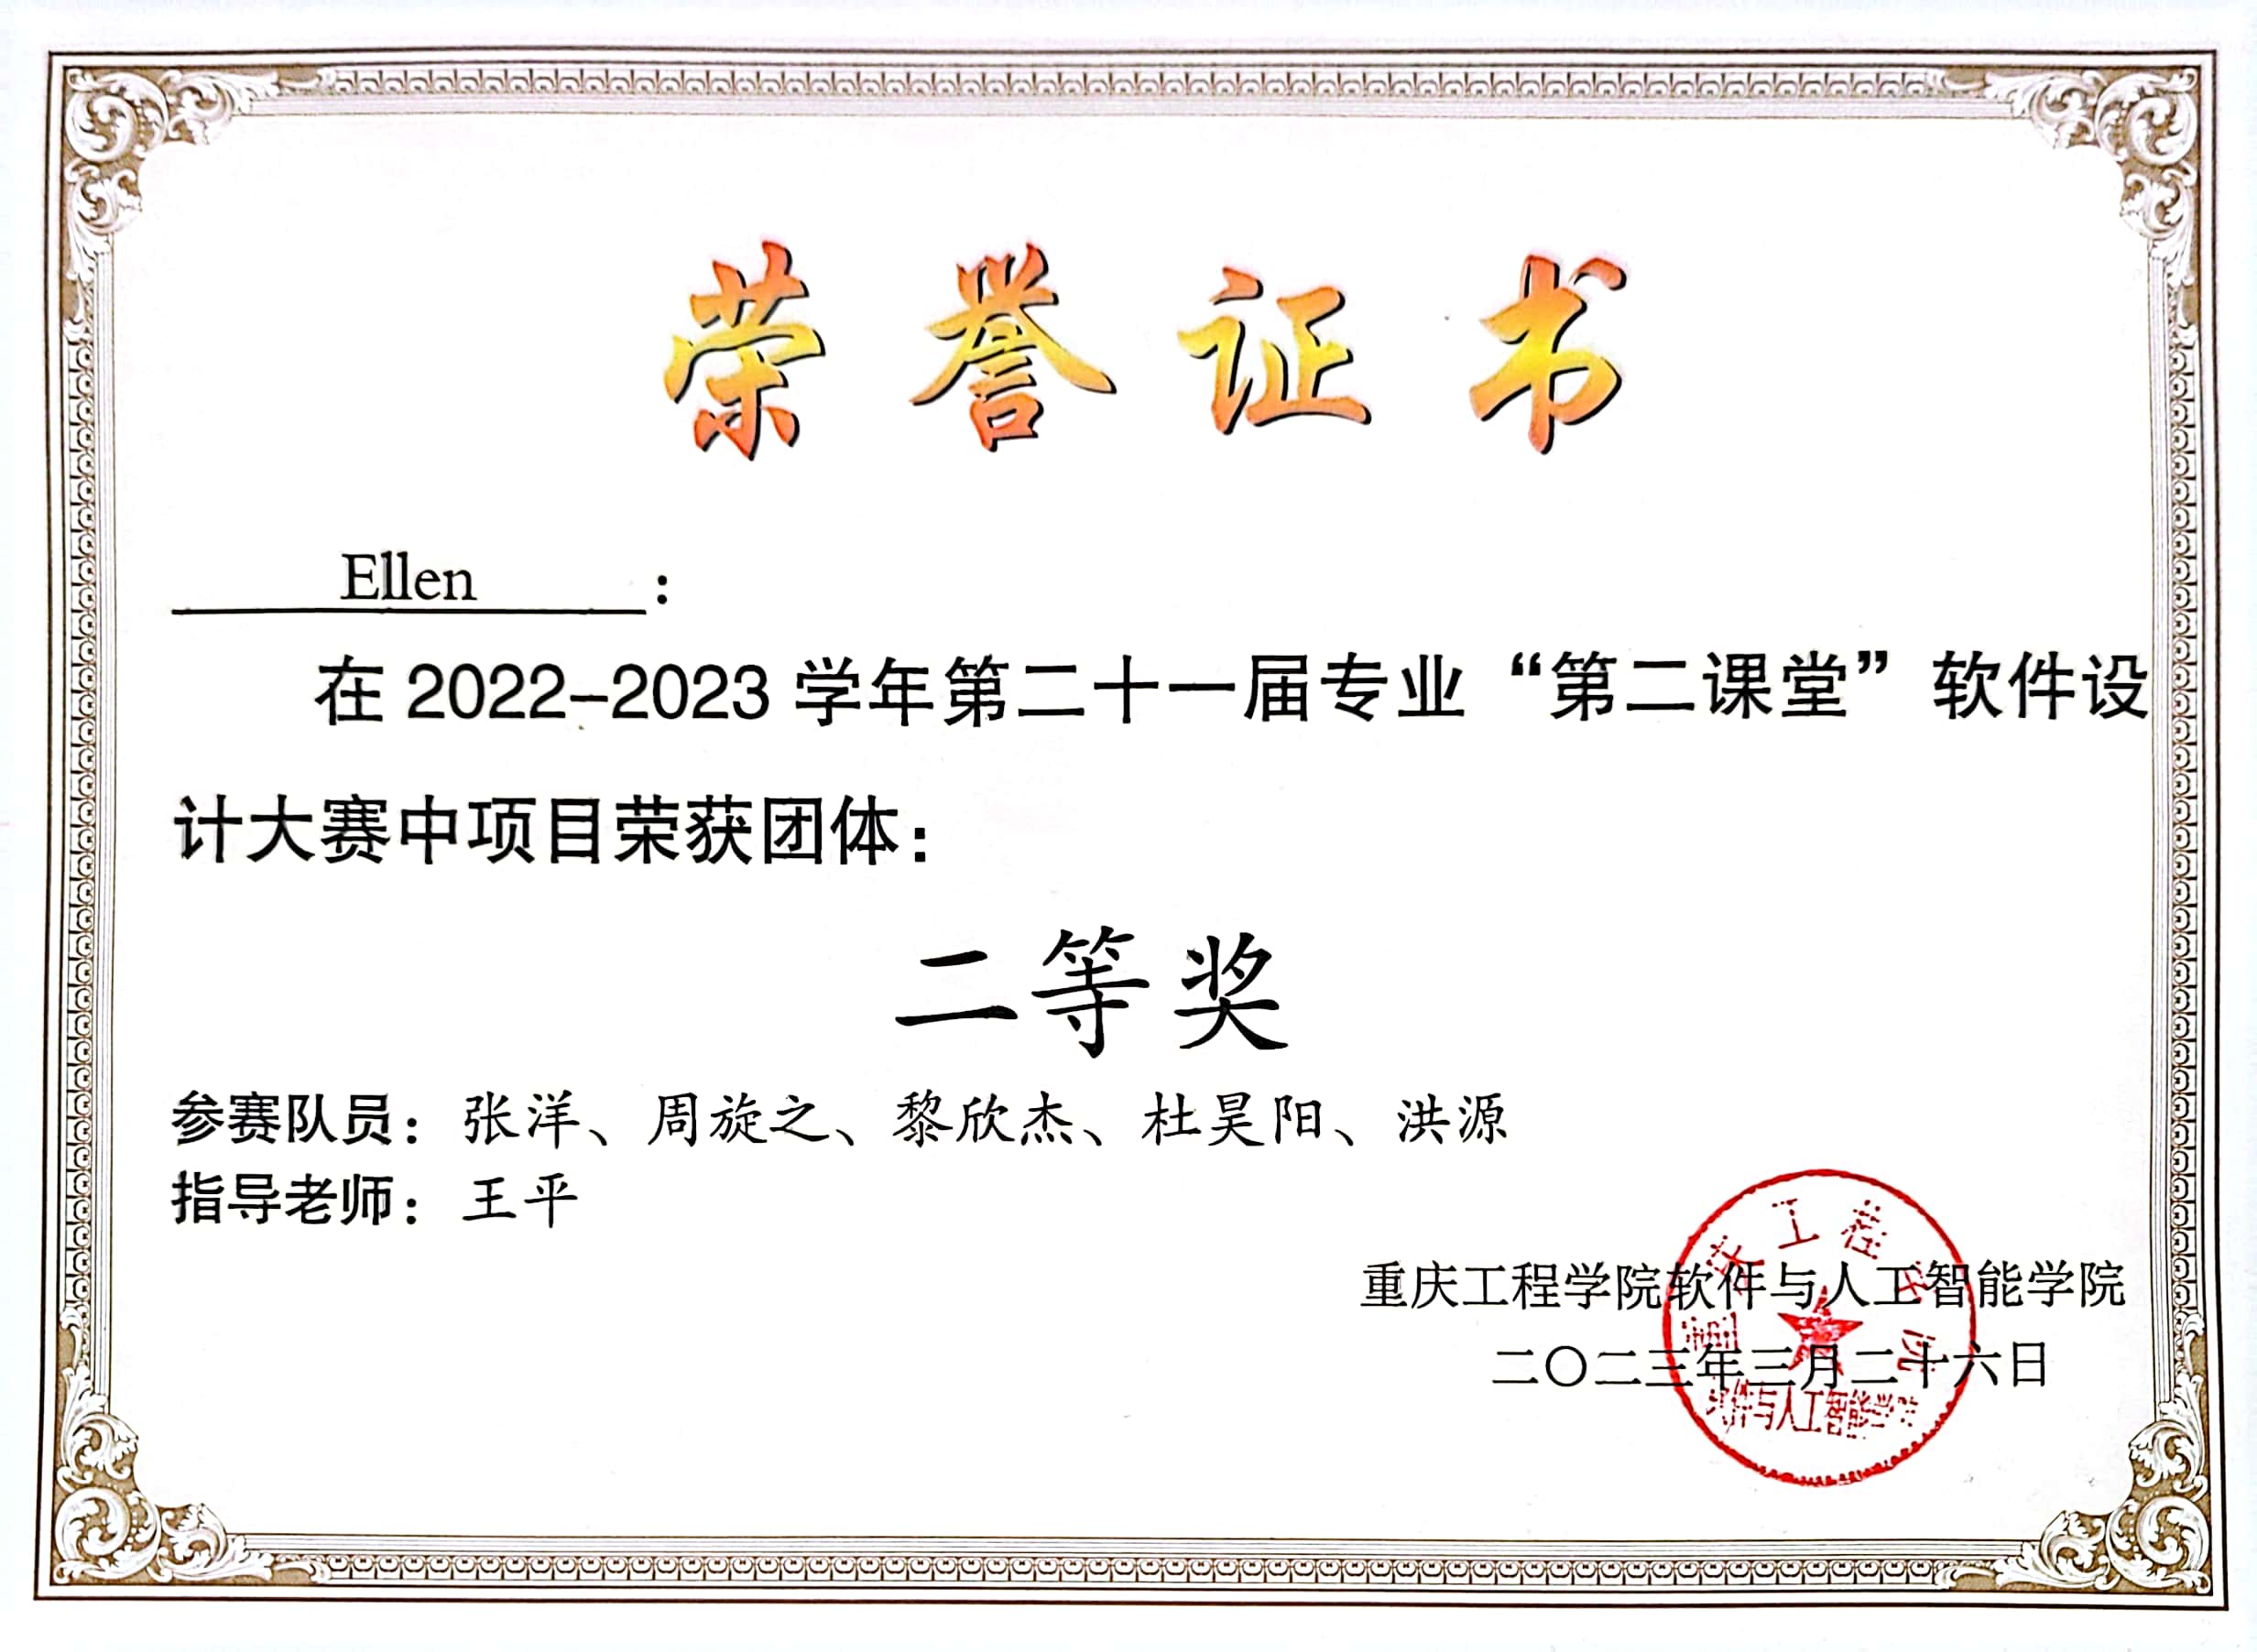 荣誉证书
Ellen：
在 2022-2023 学年第二十一届专业“第二课堂”软件设
计大赛中项目荣获团体：
二等奖
参赛队员：张洋、周旋之、黎欣杰、杜昊阳、洪源
指导老师：王平
重庆工程学院软件与人工智能学院
二〇二三年三月二十六日
重庆工程学院
软件与人工智能学院